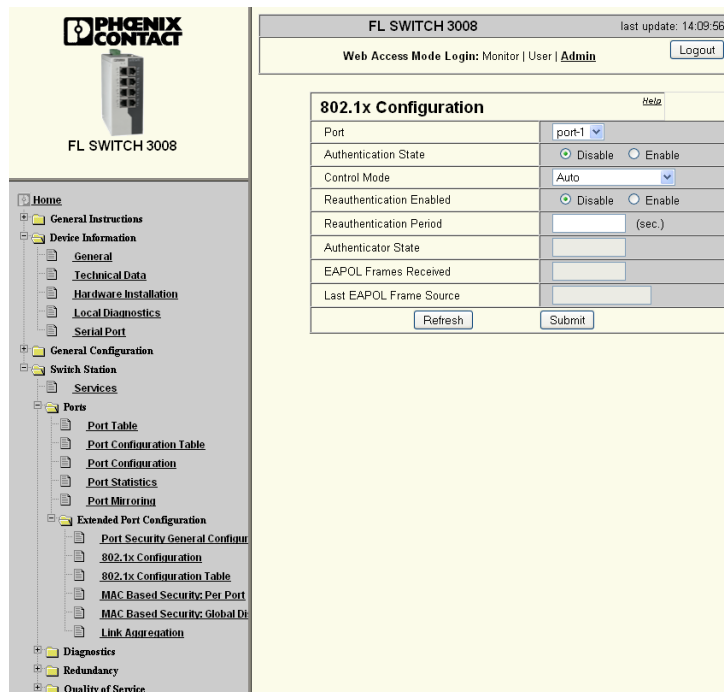 PHŒNIX
CONTACT
FL SWITCH 3008
Home
General Instructions
Device Information
General
Technical Data
Hardware Installation
Local Diagnostics
Serial Port
General Configuration
Switch Station
Services
Ports
Port Table
Port Configuration Table
Port Configuration
Port Statistics
Port Mirroring
Extended Port Configuration
Port Security General Configur
802.1x Configuration
802.1x Configuration Table
MAC Based Security: Per Port
MAC Based Security: Global Di
Link Aggregation
Diagnostics
Redundancy
Quality of Service
FL SWITCH 3008 last update: 14:09:56
Web Access Mode Login: Monitor | User | Admin Logout
802.1x Configuration Help
Port port-1
Authentication State Disable Enable
Control Mode Auto
Reauthentication Enabled Disable Enable
Reauthentication Period (sec.)
Authenticator State
EAPOL Frames Received
Last EAPOL Frame Source
Refresh Submit